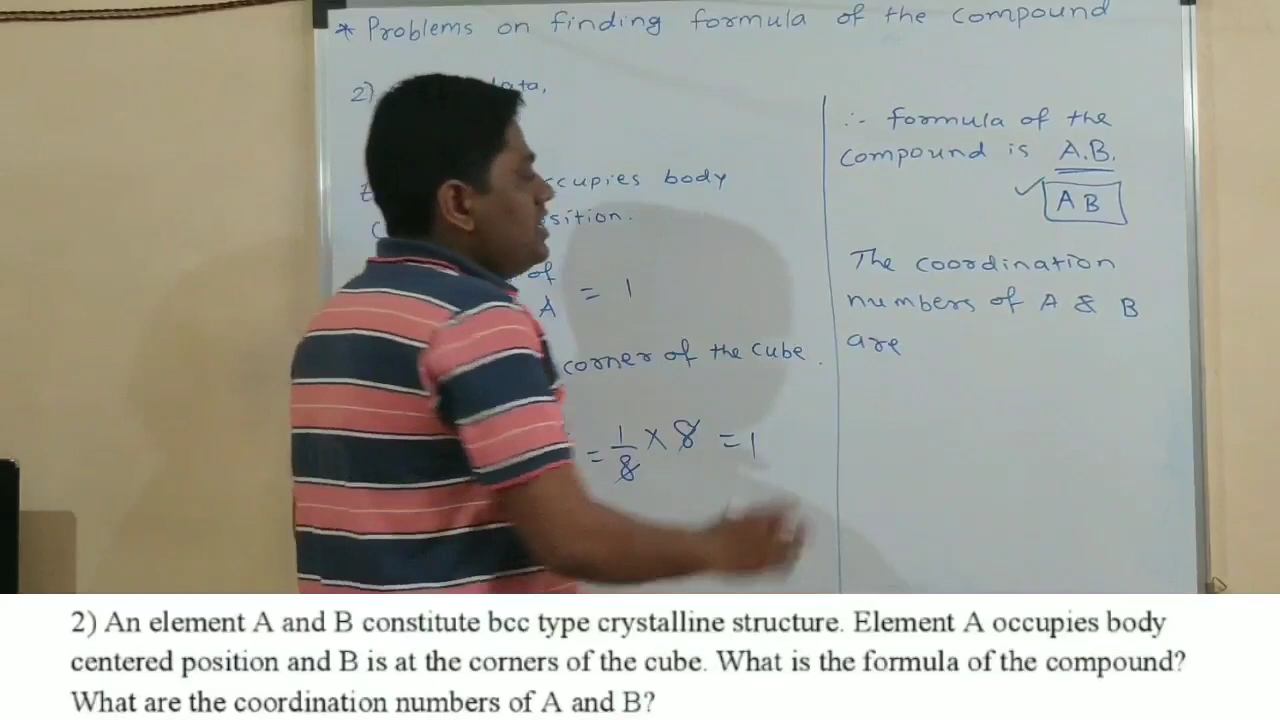 * Problems on finding formula of the compound
2) data,
occupies body
sition.
of
A = 1
corner of the cube.
= 1/8 × 8 = 1
∴ formula of the
compound is A.B.
✓ AB
The coordination
numbers of A & B
are
2) An element A and B constitute bcc type crystalline structure. Element A occupies body
centered position and B is at the corners of the cube. What is the formula of the compound?
What are the coordination numbers of A and B?